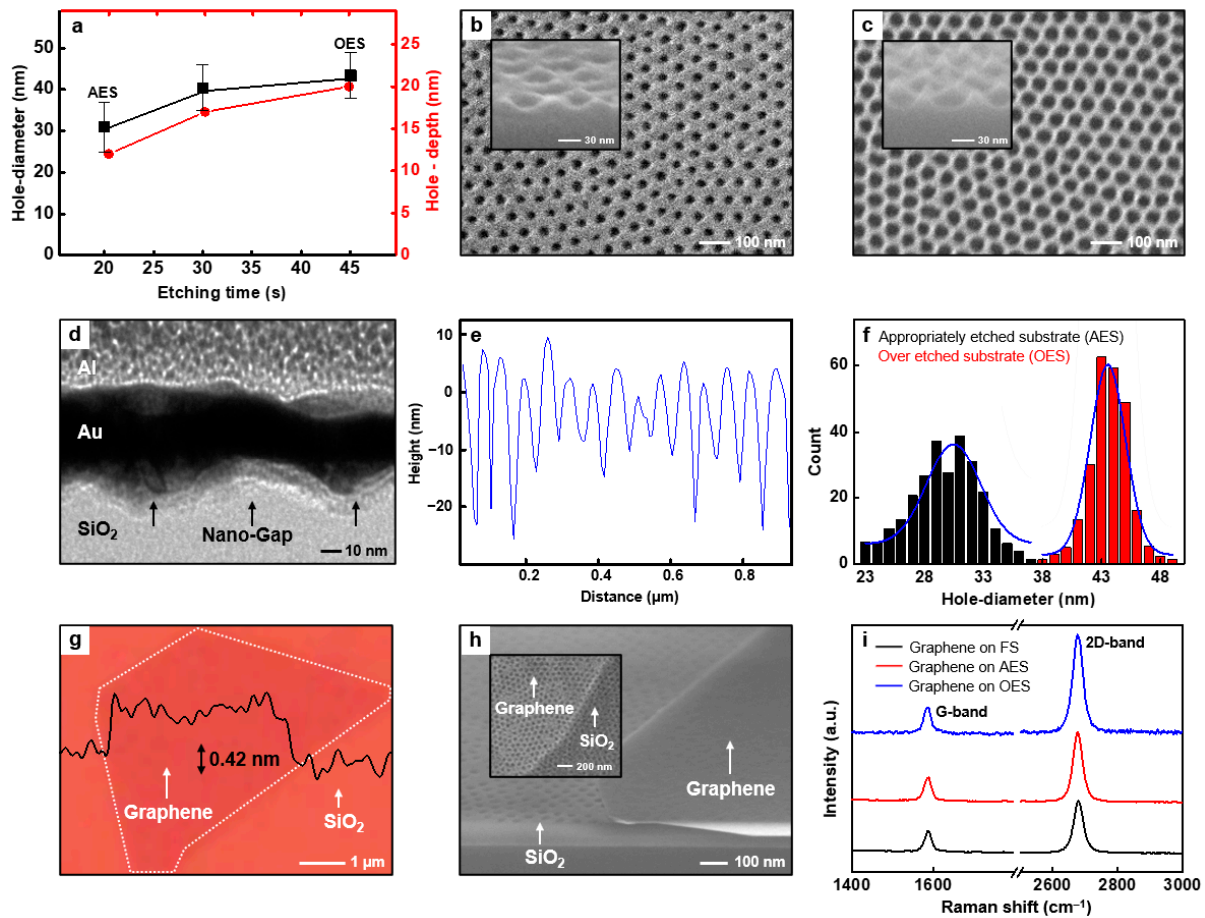 a
60
50
40
30
20
10
0
Hole-diameter (nm)
AES
OES
25
20
15
10
5
0
Hole - depth (nm)
20 25 30 35 40 45
Etching time (s)
b
30 nm
100 nm
c
30 nm
100 nm
d
Al
Au
SiO₂
Nano-Gap
10 nm
e
10
0
−10
−20
Height (nm)
0.2 0.4 0.6 0.8
Distance (µm)
f
Appropriately etched substrate (AES)
Over etched substrate (OES)
60
40
20
0
Count
23 28 33 38 43 48
Hole-diameter (nm)
g
0.42 nm
Graphene
SiO₂
1 µm
h
Graphene
SiO₂
200 nm
Graphene
SiO₂
100 nm
i
Graphene on FS
Graphene on AES
Graphene on OES
2D-band
G-band
Intensity (a.u.)
1400 1600 2600 2800 3000
Raman shift (cm⁻¹)